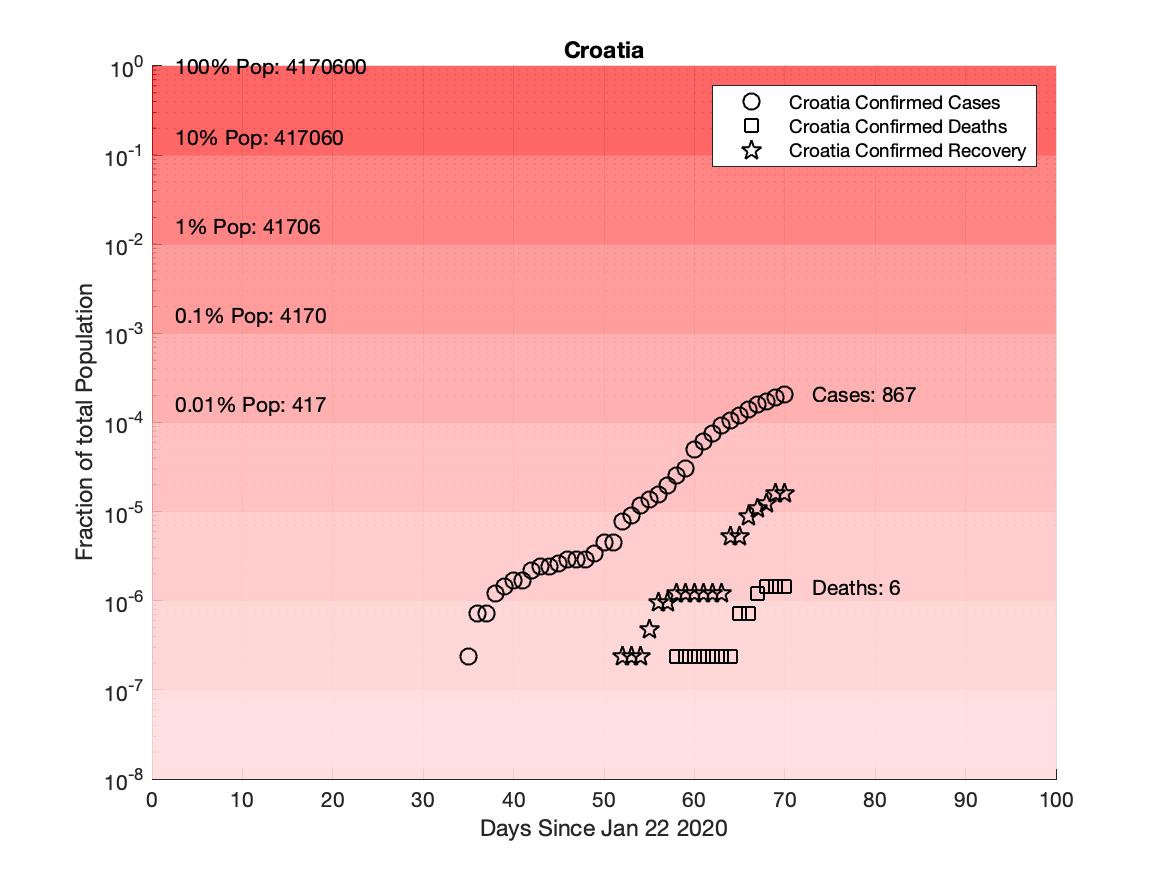 Croatia
10^0
100% Pop: 4170600
Croatia Confirmed Cases
Croatia Confirmed Deaths
Croatia Confirmed Recovery
10% Pop: 417060
10^-1
1% Pop: 41706
10^-2
0.1% Pop: 4170
10^-3
Cases: 867
0.01% Pop: 417
10^-4
10^-5
Deaths: 6
10^-6
10^-7
10^-8
Fraction of total Population
0 10 20 30 40 50 60 70 80 90 100
Days Since Jan 22 2020